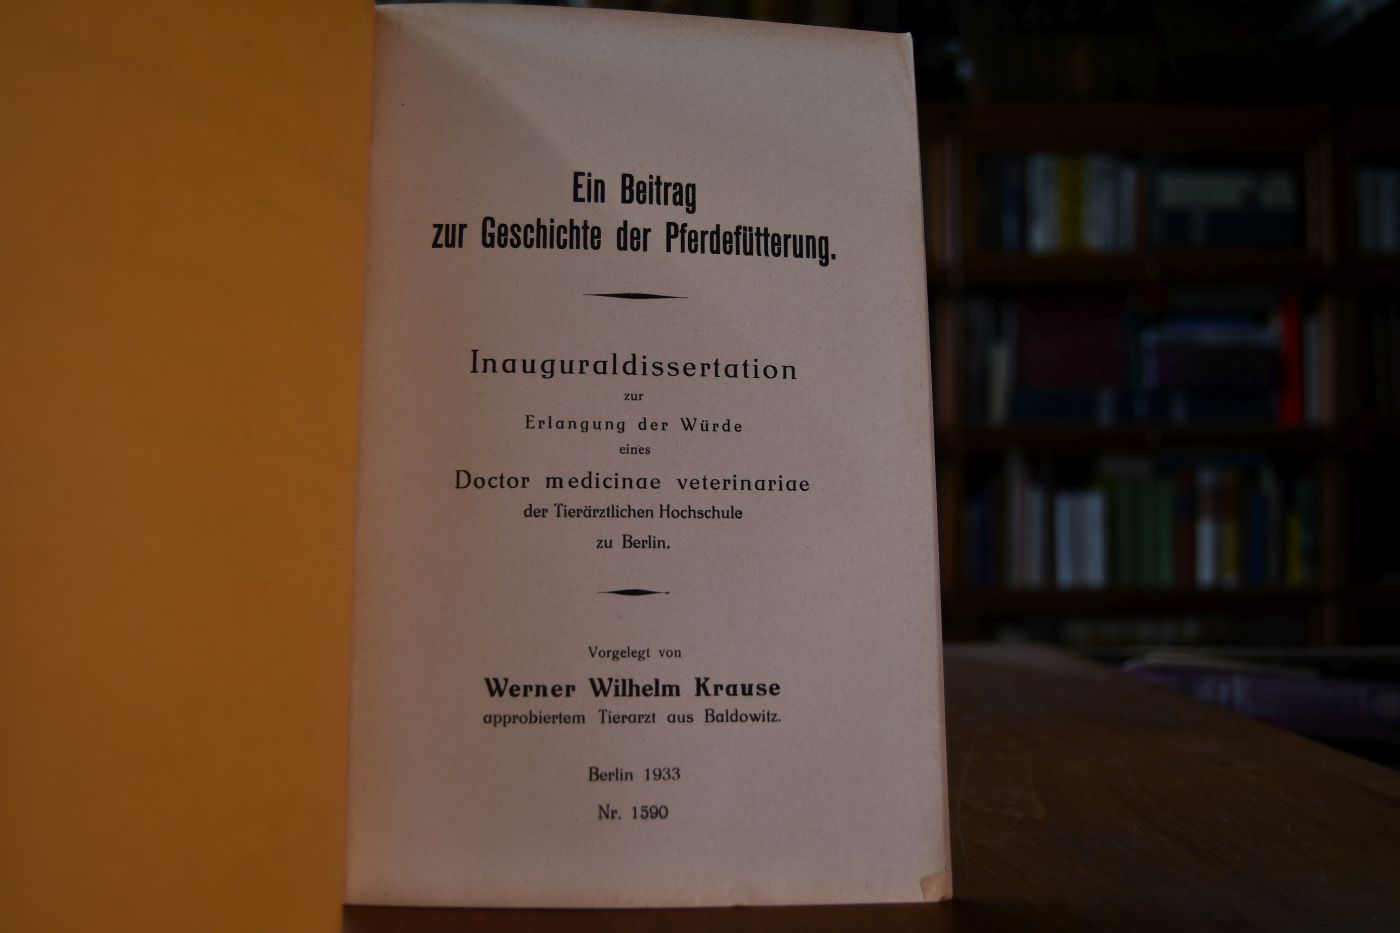 Ein Beitrag
zur Geschichte der Pferdefütterung.
Inauguraldissertation
zur
Erlangung der Würde
eines
Doctor medicinae veterinariae
der Tierärztlichen Hochschule
zu Berlin.
Vorgelegt von
Werner Wilhelm Krause
approbiertem Tierarzt aus Baldowitz.
Berlin 1933
Nr. 1590